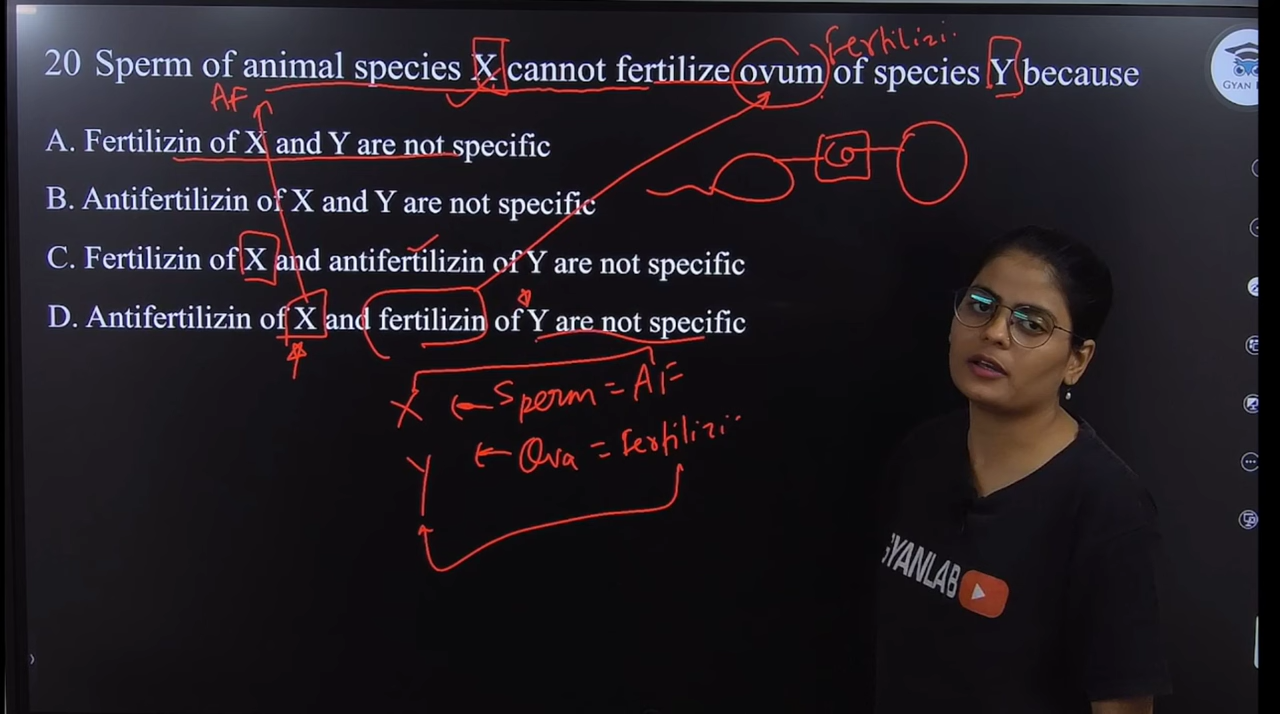 Fertilizi..
20 Sperm of animal species X cannot fertilize ovum of species Y because
GYAN
AF
A. Fertilizin of X and Y are not specific
Co
B. Antifertilizin of X and Y are not specific
C. Fertilizin of X and antifertilizin of Y are not specific
D. Antifertilizin of X and fertilizin of Y are not specific
X ← Sperm = AF
Y ← Ova = Fertilizi..
GYANLAB